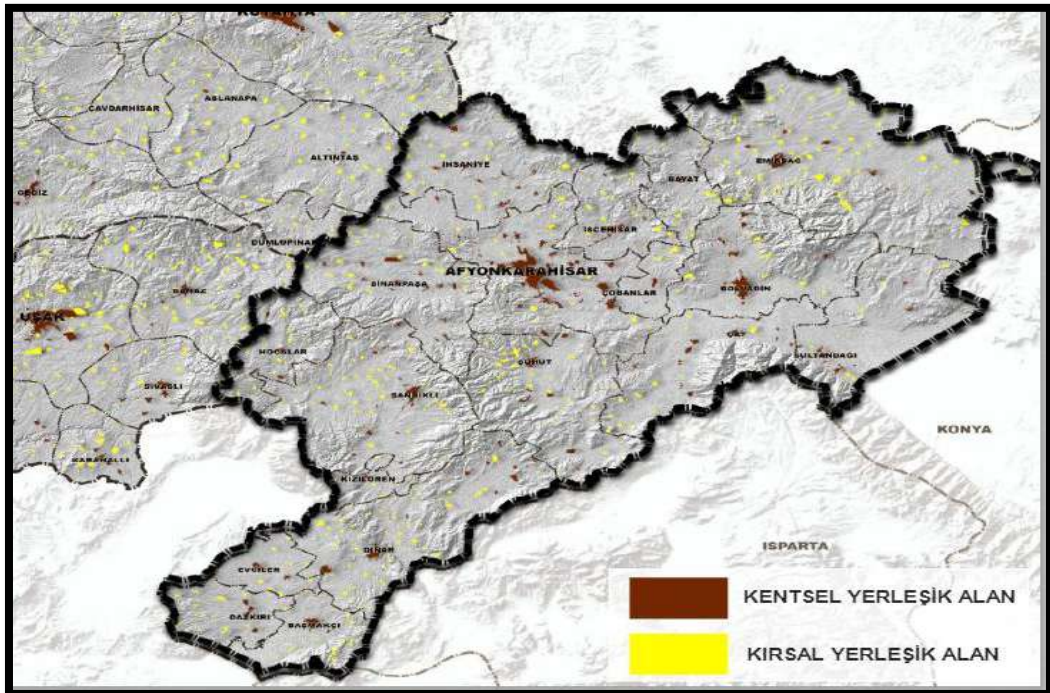 KÜTAHYA
ÇAVDARHİSAR
ASLANAPA
ALTINTAŞ
GEDİZ
DUMLUPINAR
BANAZ
UŞAK
SİVASLI
KARAHALLI
İHSANİYE
BAYAT
EMİRDAĞ
İSCEHİSAR
AFYONKARAHİSAR
SİNANPAŞA
ÇOBANLAR
BOLVADİN
HOCALAR
ŞUHUT
ÇAY
SULTANDAĞI
SANDIKLI
KONYA
KIZILÖREN
ISPARTA
DİNAR
EVCİLER
DAZKIRI
BAŞMAKÇI
KENTSEL YERLEŞİK ALAN
KIRSAL YERLEŞİK ALAN